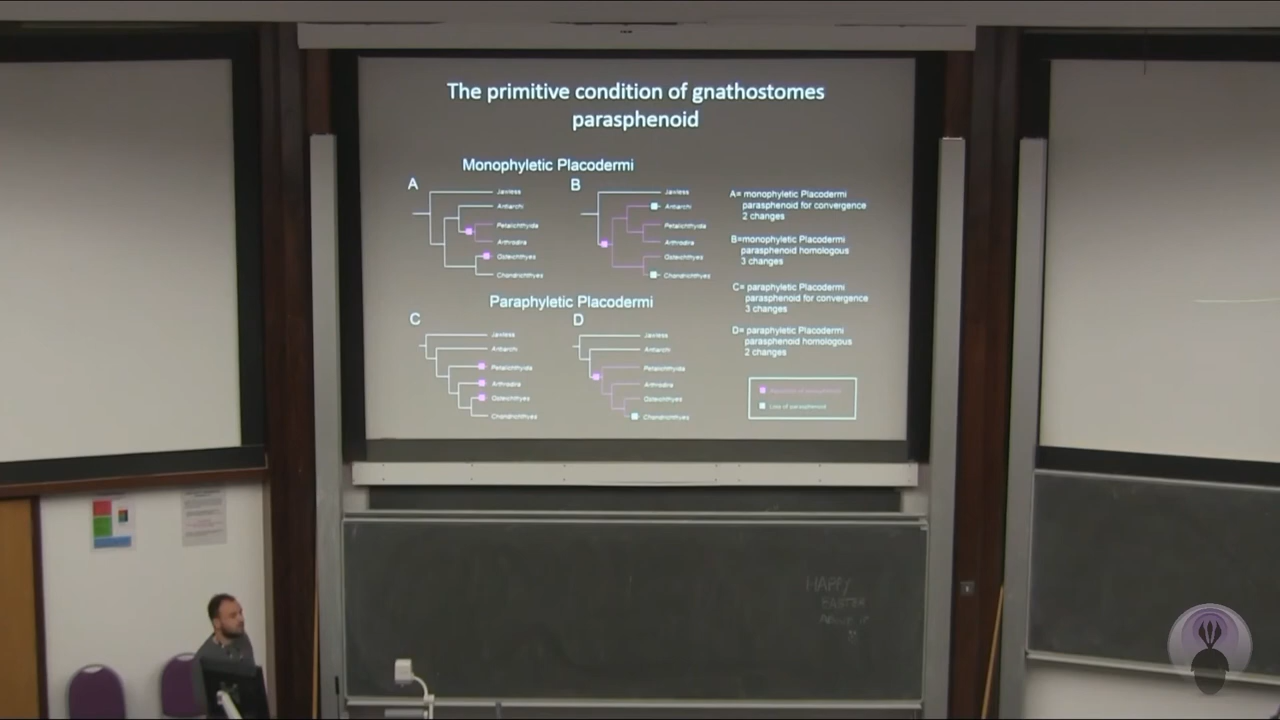 The primitive condition of gnathostomes
parasphenoid
Monophyletic Placodermi
A
Jawless
Antiarchi
Petalichthyida
Arthrodira
Osteichthyes
Chondrichthyes
B
Jawless
Antiarchi
Petalichthyida
Arthrodira
Osteichthyes
Chondrichthyes
A= monophyletic Placodermi
parasphenoid for convergence
2 changes
B=monophyletic Placodermi
parasphenoid homologous
3 changes
Paraphyletic Placodermi
C
Jawless
Antiarchi
Petalichthyida
Arthrodira
Osteichthyes
Chondrichthyes
D
Jawless
Antiarchi
Petalichthyida
Arthrodira
Osteichthyes
Chondrichthyes
C= paraphyletic Placodermi
parasphenoid for convergence
3 changes
D= paraphyletic Placodermi
parasphenoid homologous
2 changes
Loss of parasphenoid
HAPPY
EASTER